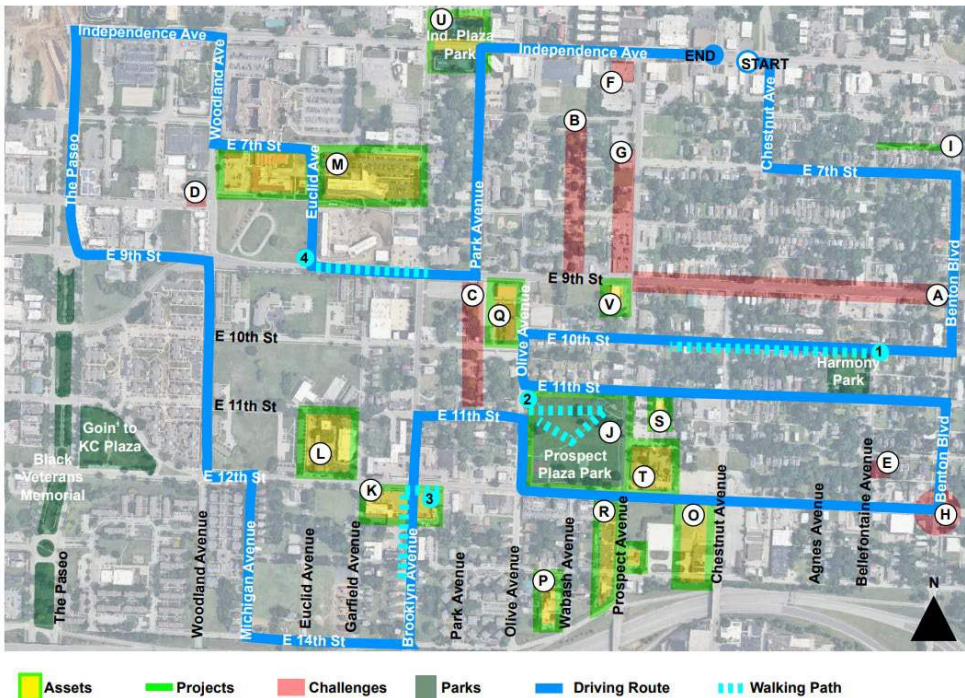 U
Ind. Plaza
Park
Independence Ave
Independence Ave
END
START
Woodland Ave
The Paseo
E 7th St
Euclid Ave
M
D
Park Avenue
F
B
G
Chestnut Ave
E 7th St
I
Benton Blvd
E 9th St
4
C
Q
E 9th St
V
A
E 10th St
Olive Avenue
E 10th St
1
Harmony
Park
E 11th St
E 11th St
2
E 11th St
J
S
Prospect
Plaza Park
T
E
Benton Blvd
H
Goin' to
KC Plaza
Black
Veterans
Memorial
L
E 12th St
K
3
R
O
P
The Paseo
Woodland Avenue
Michigan Avenue
Euclid Avenue
Garfield Avenue
Brooklyn Avenue
Park Avenue
Olive Avenue
Wabash Avenue
Prospect Avenue
Chestnut Avenue
Agnes Avenue
Bellefontaine Avenue
N
E 14th St
Assets
Projects
Challenges
Parks
Driving Route
Walking Path